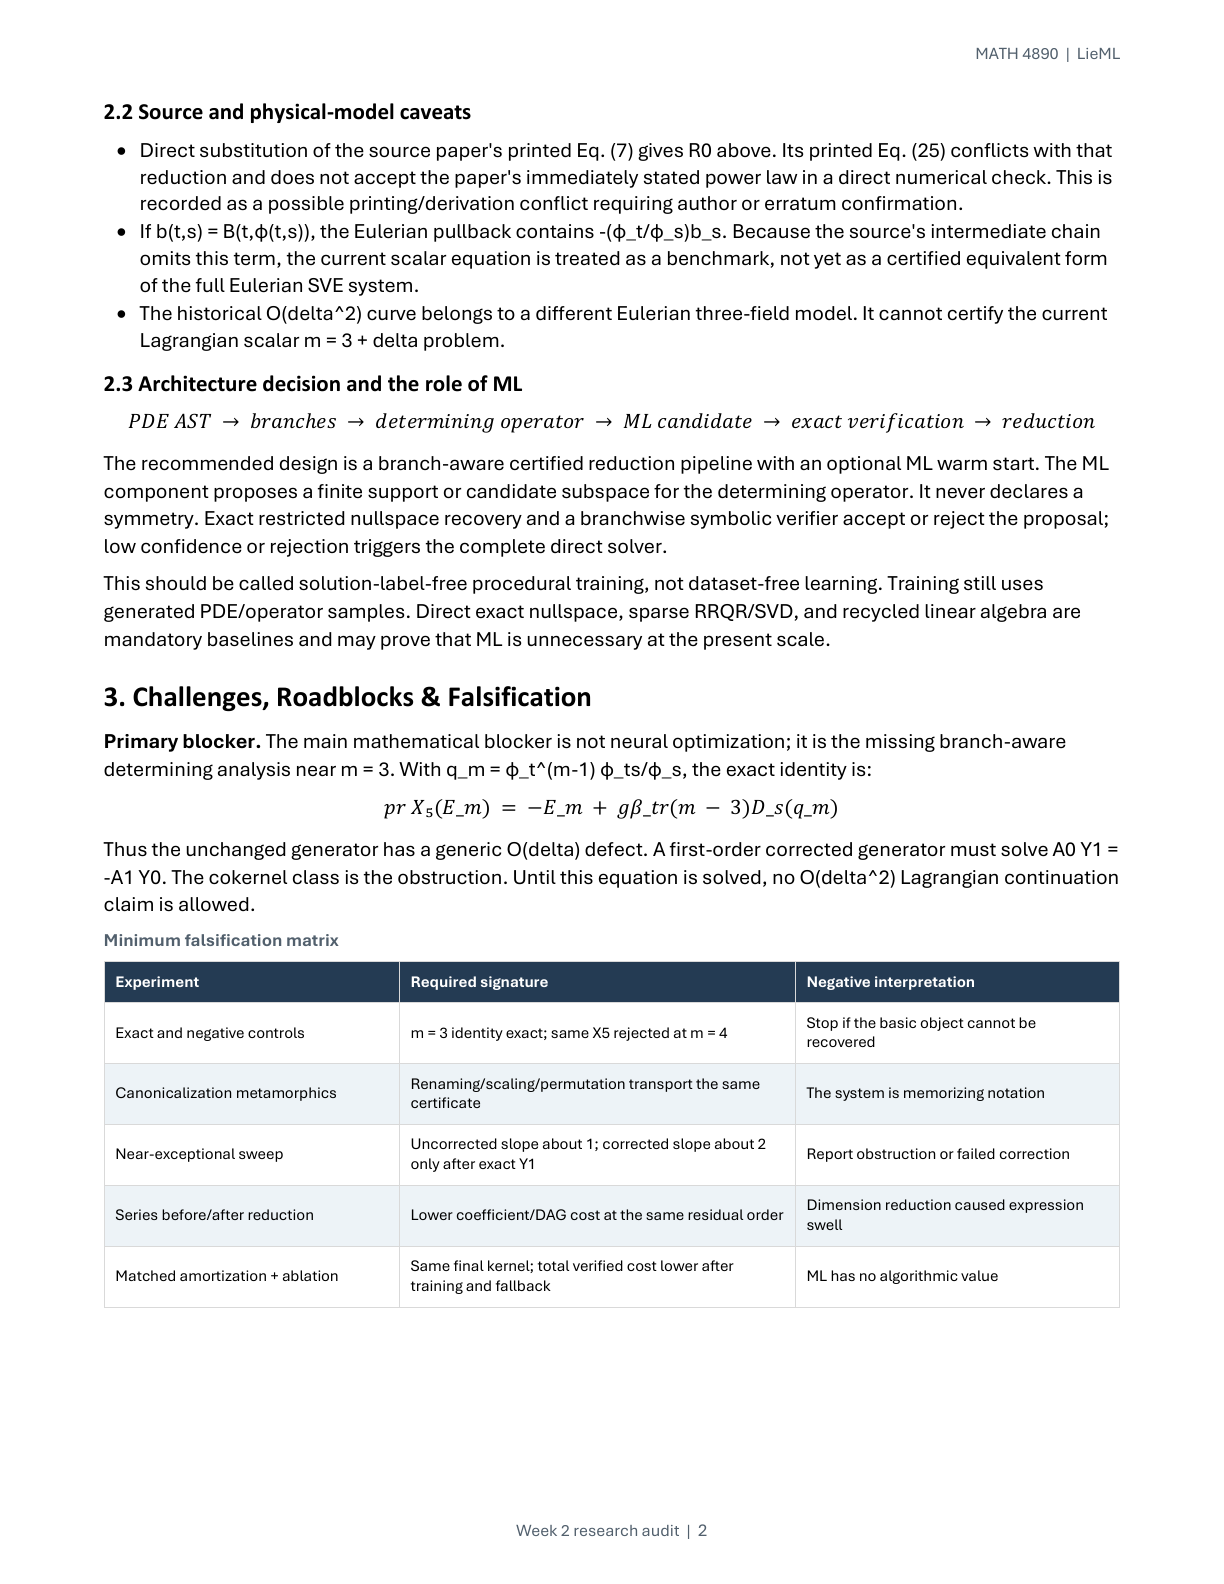 MATH 4890 | LieML
2.2 Source and physical-model caveats
• Direct substitution of the source paper's printed Eq. (7) gives R0 above. Its printed Eq. (25) conflicts with that
reduction and does not accept the paper's immediately stated power law in a direct numerical check. This is
recorded as a possible printing/derivation conflict requiring author or erratum confirmation.
• If b(t,s) = B(t,ϕ(t,s)), the Eulerian pullback contains -(ϕ_t/ϕ_s)b_s. Because the source's intermediate chain
omits this term, the current scalar equation is treated as a benchmark, not yet as a certified equivalent form
of the full Eulerian SVE system.
• The historical O(delta^2) curve belongs to a different Eulerian three-field model. It cannot certify the current
Lagrangian scalar m = 3 + delta problem.
2.3 Architecture decision and the role of ML
PDE AST → branches → determining operator → ML candidate → exact verification → reduction
The recommended design is a branch-aware certified reduction pipeline with an optional ML warm start. The ML
component proposes a finite support or candidate subspace for the determining operator. It never declares a
symmetry. Exact restricted nullspace recovery and a branchwise symbolic verifier accept or reject the proposal;
low confidence or rejection triggers the complete direct solver.
This should be called solution-label-free procedural training, not dataset-free learning. Training still uses
generated PDE/operator samples. Direct exact nullspace, sparse RRQR/SVD, and recycled linear algebra are
mandatory baselines and may prove that ML is unnecessary at the present scale.
3. Challenges, Roadblocks & Falsification
Primary blocker. The main mathematical blocker is not neural optimization; it is the missing branch-aware
determining analysis near m = 3. With q_m = ϕ_t^(m-1) ϕ_ts/ϕ_s, the exact identity is:
pr X₅(E_m) = −E_m + gβ_tr(m − 3)D_s(q_m)
Thus the unchanged generator has a generic O(delta) defect. A first-order corrected generator must solve A0 Y1 =
-A1 Y0. The cokernel class is the obstruction. Until this equation is solved, no O(delta^2) Lagrangian continuation
claim is allowed.
Minimum falsification matrix
Experiment Required signature Negative interpretation
Exact and negative controls m = 3 identity exact; same X5 rejected at m = 4 Stop if the basic object cannot be
recovered
Canonicalization metamorphics Renaming/scaling/permutation transport the same
certificate The system is memorizing notation
Near-exceptional sweep Uncorrected slope about 1; corrected slope about 2
only after exact Y1 Report obstruction or failed correction
Series before/after reduction Lower coefficient/DAG cost at the same residual order Dimension reduction caused expression
swell
Matched amortization + ablation Same final kernel; total verified cost lower after
training and fallback ML has no algorithmic value
Week 2 research audit | 2